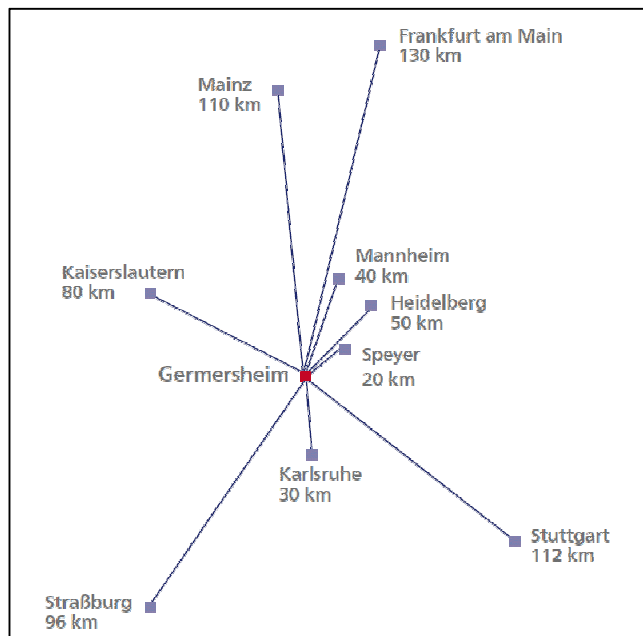 Frankfurt am Main
130 km
Mainz
110 km
Mannheim
40 km
Kaiserslautern
80 km
Heidelberg
50 km
Speyer
20 km
Germersheim
Karlsruhe
30 km
Stuttgart
112 km
Straßburg
96 km